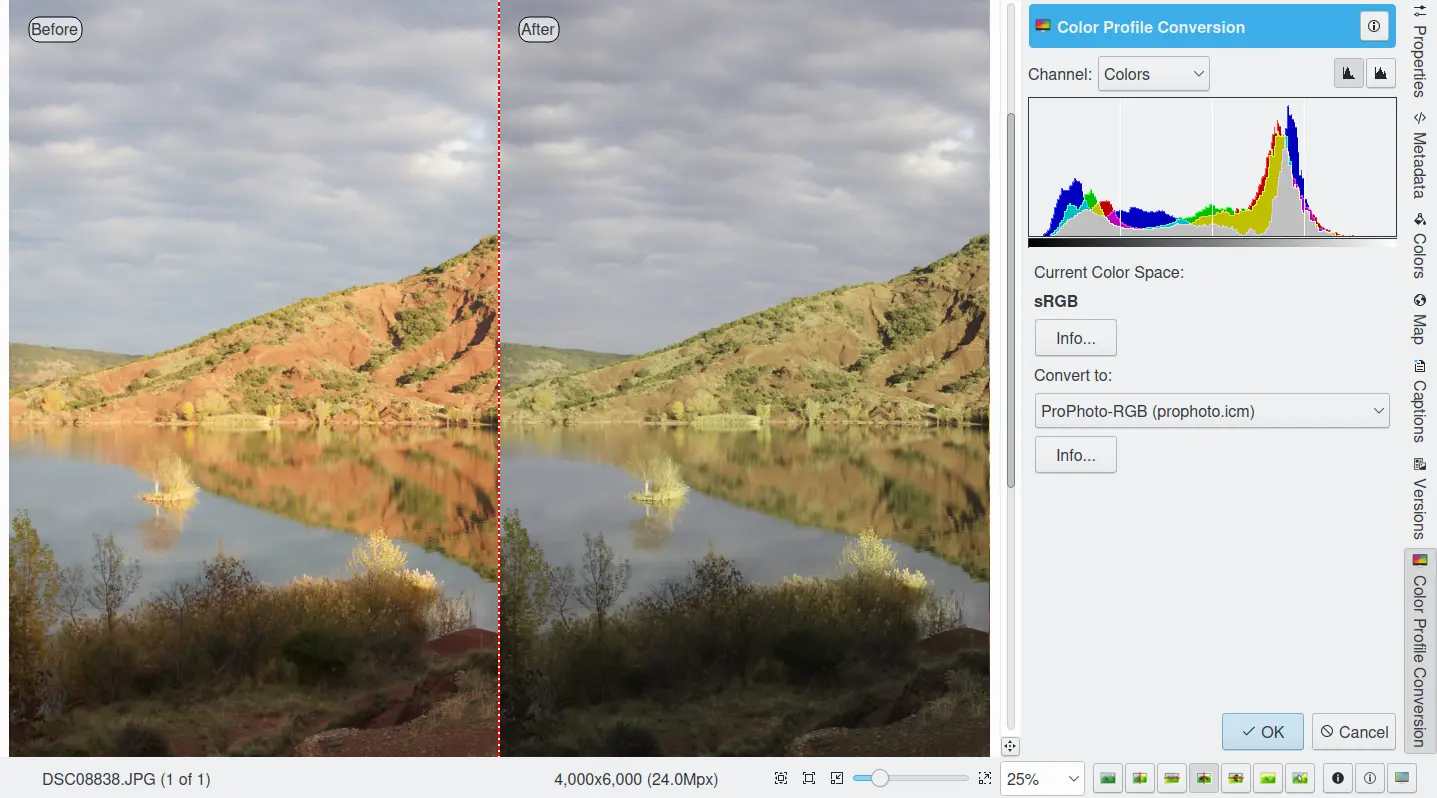 Before
After
Color Profile Conversion
Channel:
Colors
Current Color Space:
sRGB
Info...
Convert to:
ProPhoto-RGB (prophoto.icm)
Info...
OK
Cancel
Properties
Metadata
Colors
Map
Captions
Versions
Color Profile Conversion
DSC08838.JPG (1 of 1)
4,000x6,000 (24.0Mpx)
25%